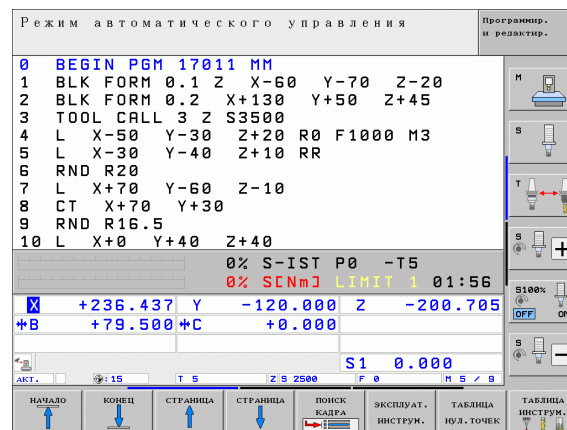 Режим автоматического управления
Программир.
и редактир.
0 BEGIN PGM 17011 MM
1 BLK FORM 0.1 Z X-60 Y-70 Z-20
2 BLK FORM 0.2 X+130 Y+50 Z+45
3 TOOL CALL 3 Z S3500
4 L X-50 Y-30 Z+20 R0 F1000 M3
5 L X-30 Y-40 Z+10 RR
6 RND R20
7 L X+70 Y-60 Z-10
8 CT X+70 Y+30
9 RND R16.5
10 L X+0 Y+40 Z+40
M
S
T
S
S100%
OFF ON
S
0% S-IST P0 -T5
0% S[Nm] LIMIT 1 01:56
X +236.437 Y -120.000 Z -200.705
*B +79.500 *C +0.000
S1 0.000
АКТ. : 15 T 5 Z S 2500 F 0 M 5 / 9
НАЧАЛО
КОНЕЦ
СТРАНИЦА
СТРАНИЦА
ПОИСК
КАДРА
ЭКСПЛУАТ.
ИНСТРУМ.
ТАБЛИЦА
НУЛ.ТОЧЕК
ТАБЛИЦА
ИНСТРУМ.